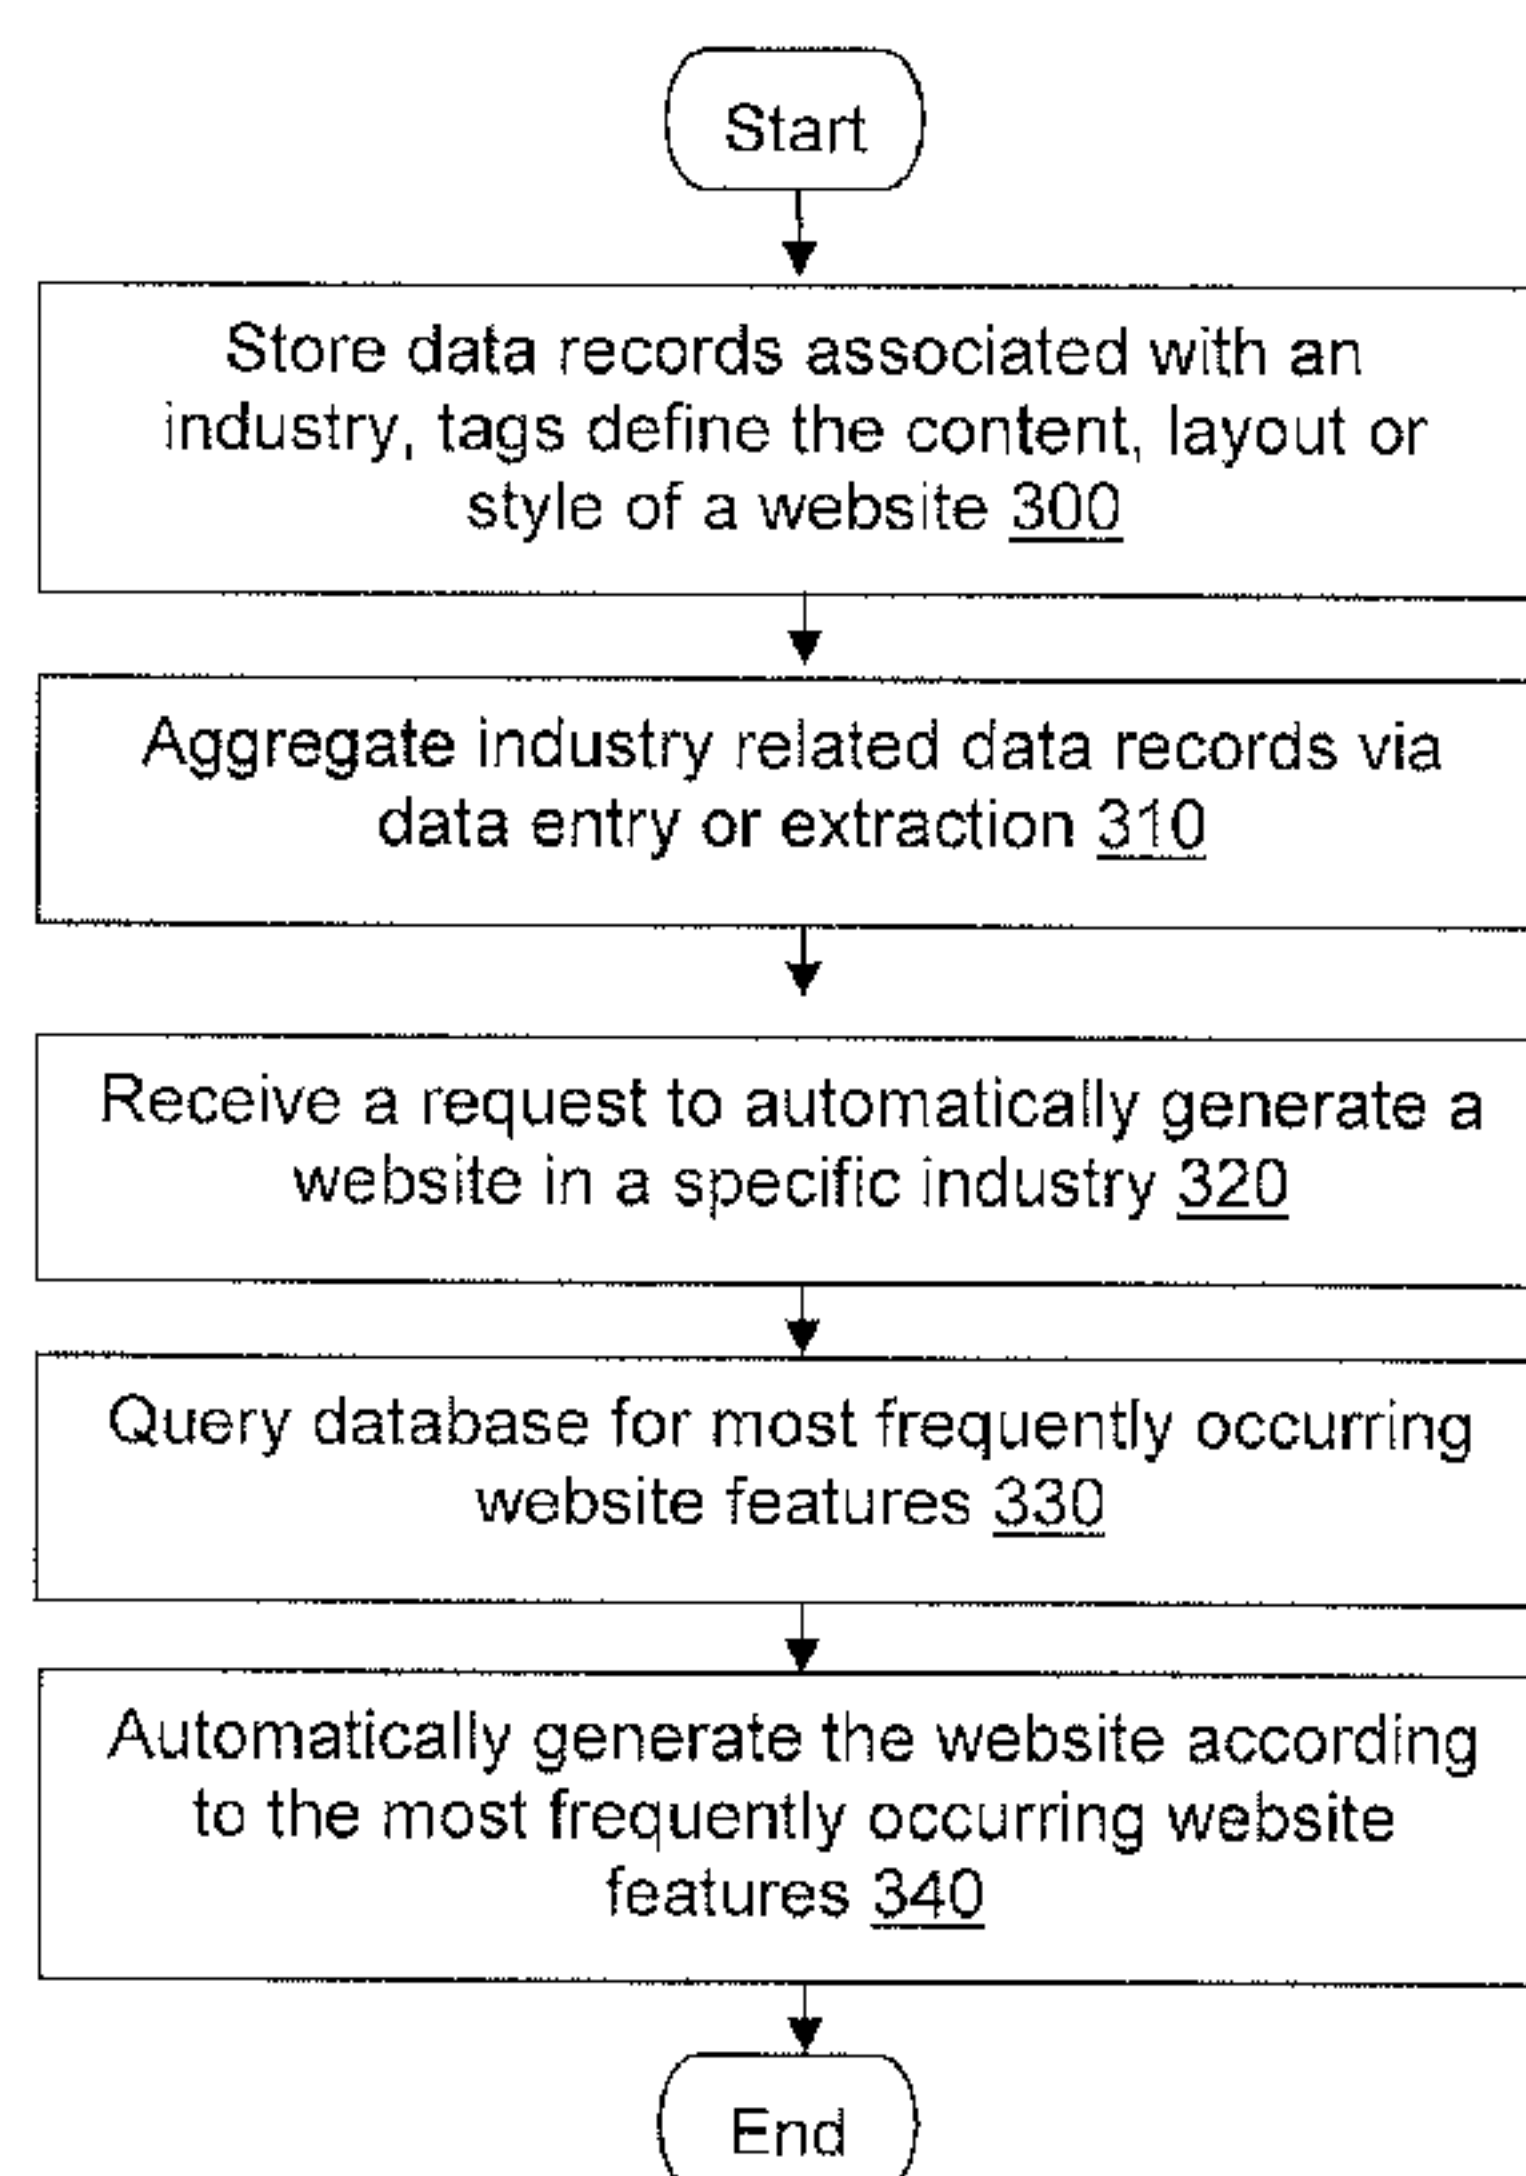 Start
Store data records associated with an
industry, tags define the content, layout or
style of a website 300
Aggregate industry related data records via
data entry or extraction 310
Receive a request to automatically generate a
website in a specific industry 320
Query database for most frequently occurring
website features 330
Automatically generate the website according
to the most frequently occurring website
features 340
End